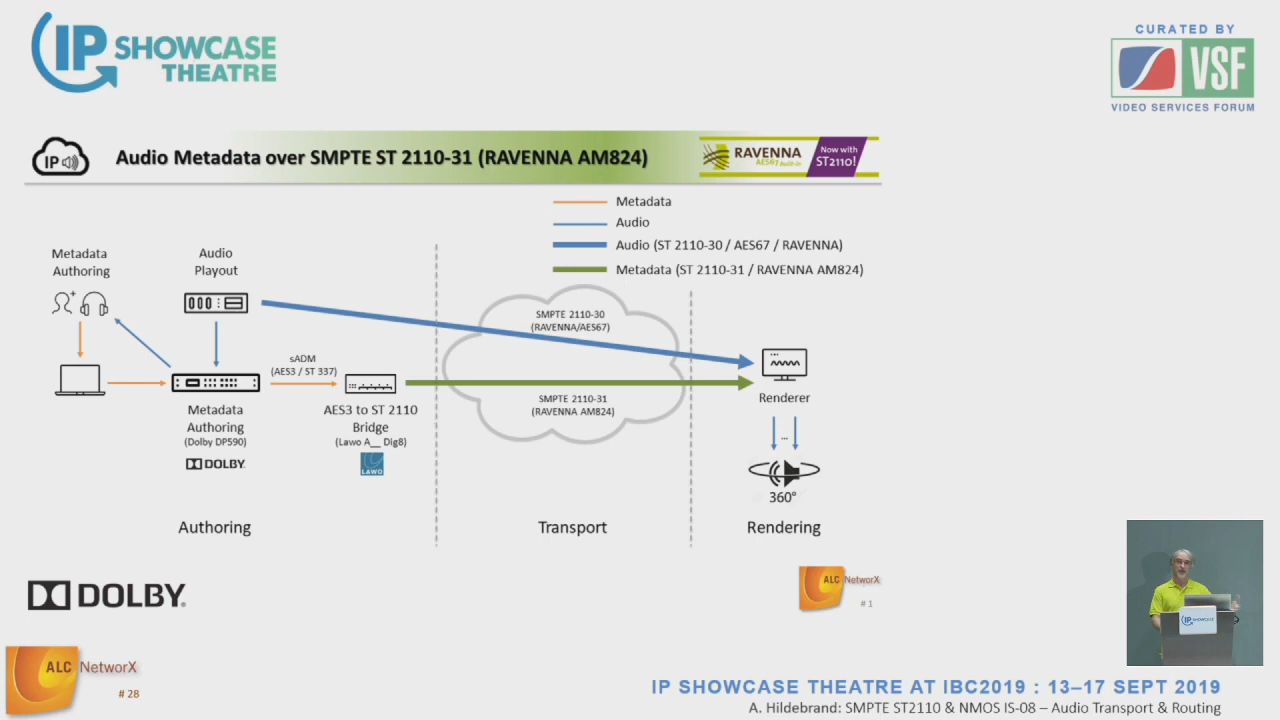 IP SHOWCASE
THEATRE
CURATED BY
VSF
VIDEO SERVICES FORUM
IP
Audio Metadata over SMPTE ST 2110-31 (RAVENNA AM824)
RAVENNA
AES67 built-in
Now with
ST2110!
Metadata
Audio
Audio (ST 2110-30 / AES67 / RAVENNA)
Metadata (ST 2110-31 / RAVENNA AM824)
Metadata
Authoring
Audio
Playout
SMPTE 2110-30
(RAVENNA/AES67)
sADM
(AES3 / ST 337)
Renderer
Metadata
Authoring
(Dolby DP590)
DOLBY
AES3 to ST 2110
Bridge
(Lawo A__ Dig8)
LAWO
SMPTE 2110-31
(RAVENNA AM824)
...
360°
Authoring
Transport
Rendering
DOLBY®
ALC NetworX
# 1
IP SHOWCASE
ALC NetworX
# 28
IP SHOWCASE THEATRE AT IBC2019 : 13–17 SEPT 2019
A. Hildebrand: SMPTE ST2110 & NMOS IS-08 – Audio Transport & Routing